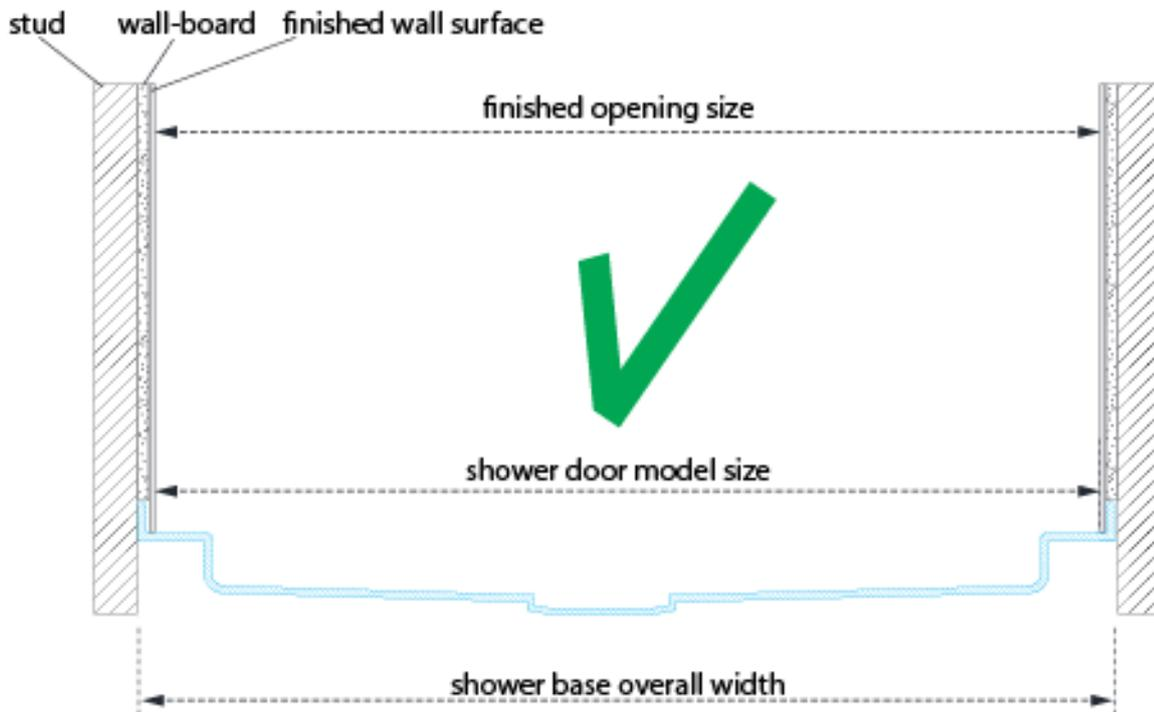 stud wall-board finished wall surface
finished opening size
shower door model size
shower base overall width